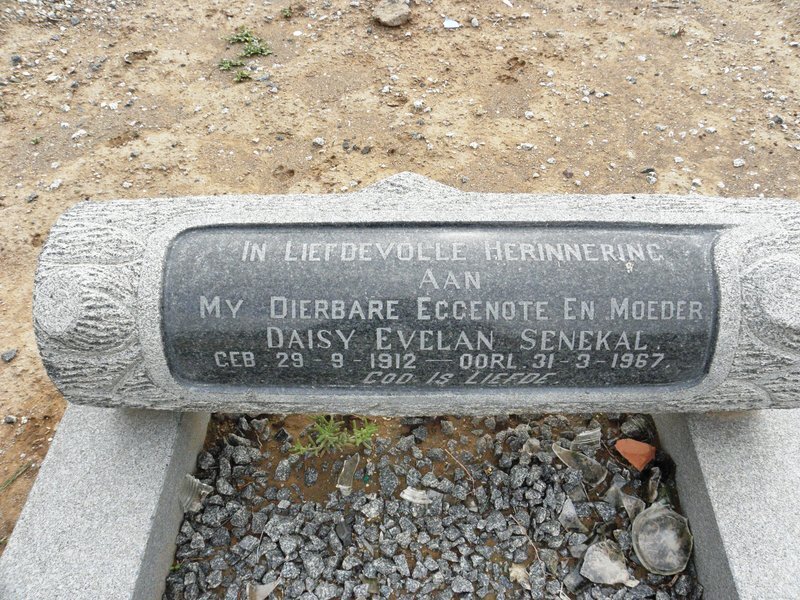 IN LIEFDEVOLLE HERINNERING
AAN
MY DIERBARE EGGENOTE EN MOEDER
DAISY EVELAN SENEKAL.
GEB. 29-9-1912 — OORL. 31-3-1967.
GOD IS LIEFDE.